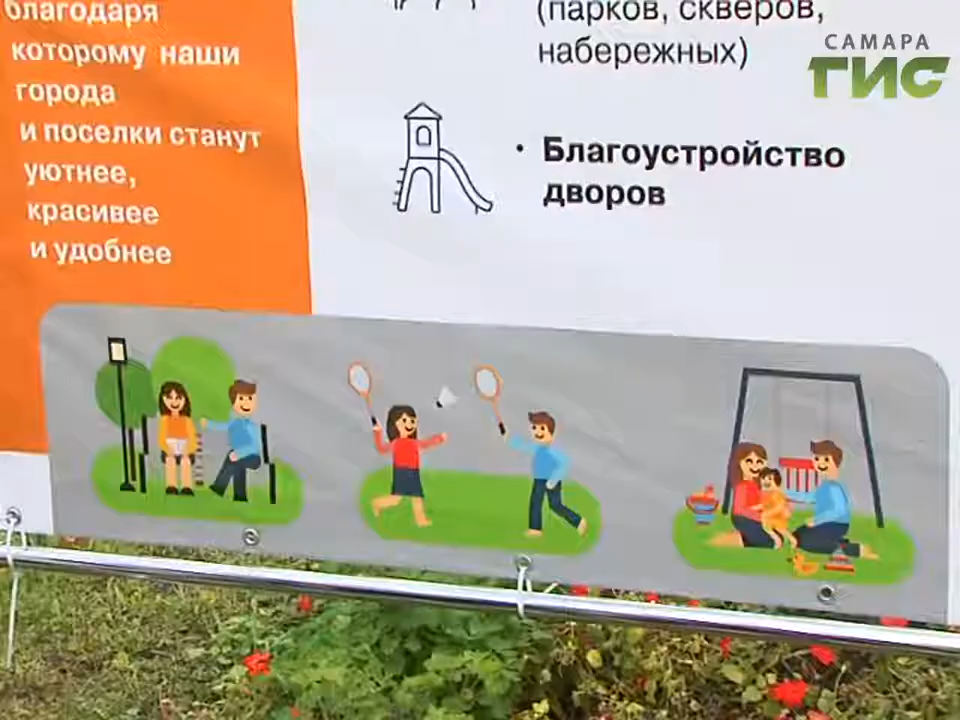 благодаря
которому наши
города
и поселки станут
уютнее,
красивее
и удобнее
(парков, скверов,
набережных)
• Благоустройство
дворов
САМАРА
ГИС